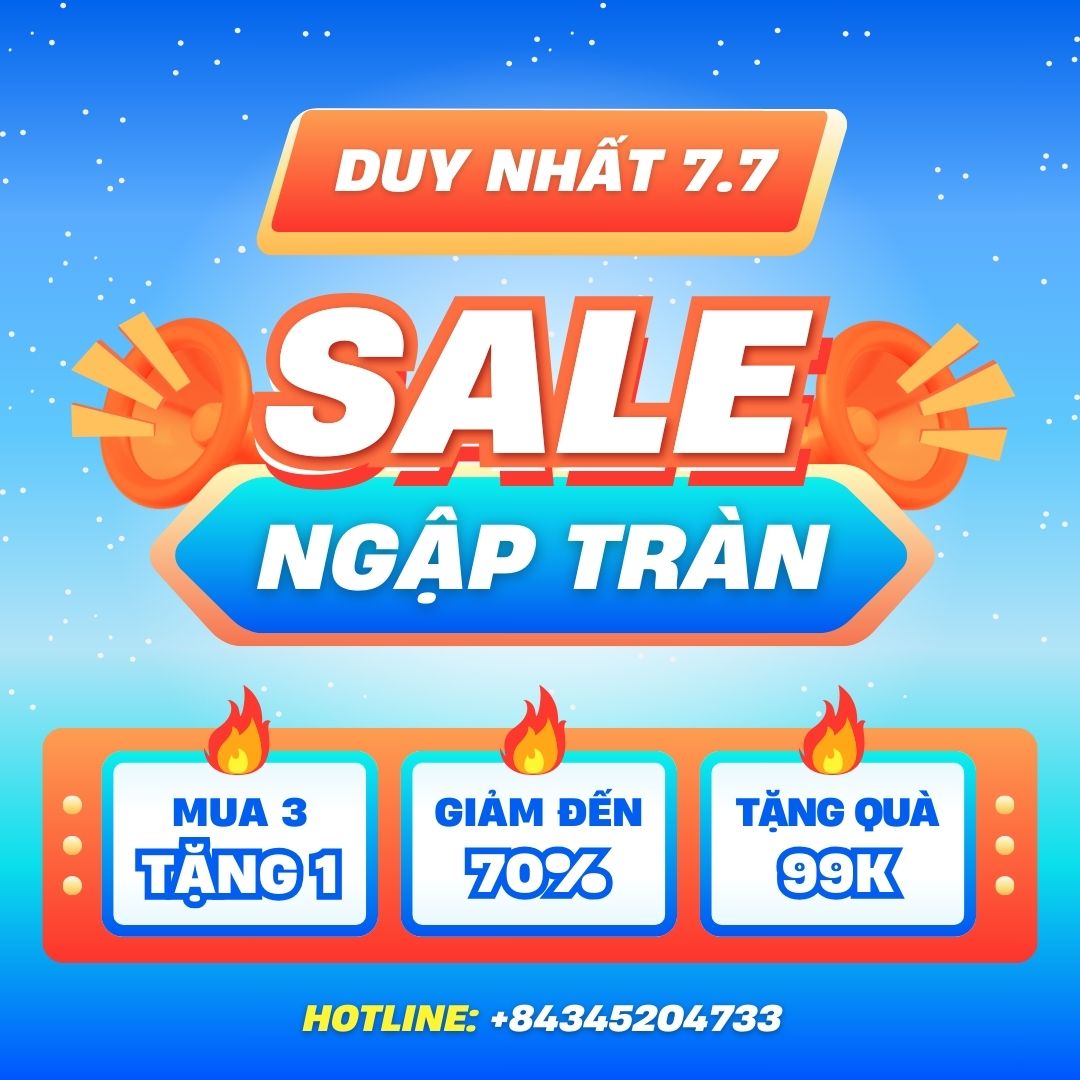 DUY NHẤT 7.7
SALE
NGẬP TRÀN
MUA 3
TẶNG 1
GIẢM ĐẾN
70%
TẶNG QUÀ
99K
HOTLINE: +84345204733